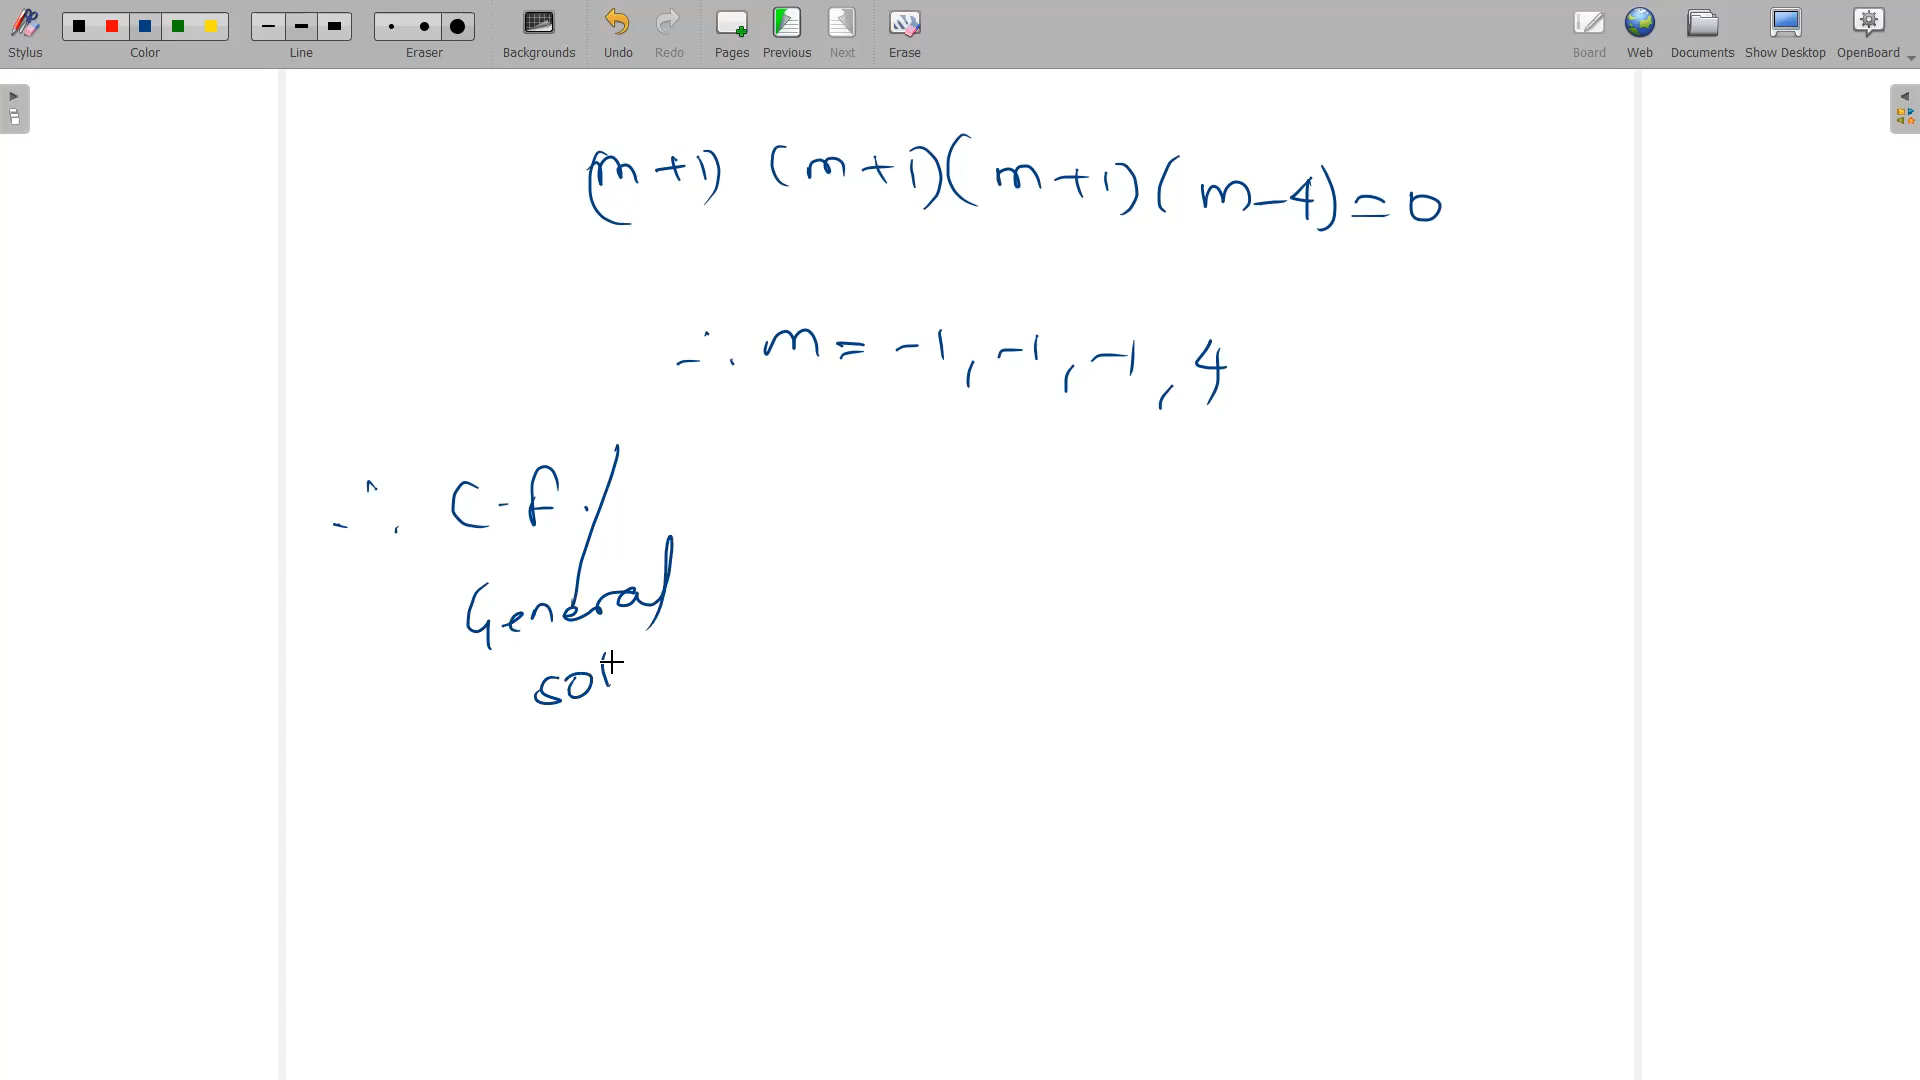 Stylus Color Line Eraser Backgrounds Undo Redo Pages Previous Next Erase Board Web Documents Show Desktop OpenBoard
(m+1) (m+1)(m+1)(m-4)=0
∴ m = -1, -1, -1, 4
∴ C-F. /
General
sol